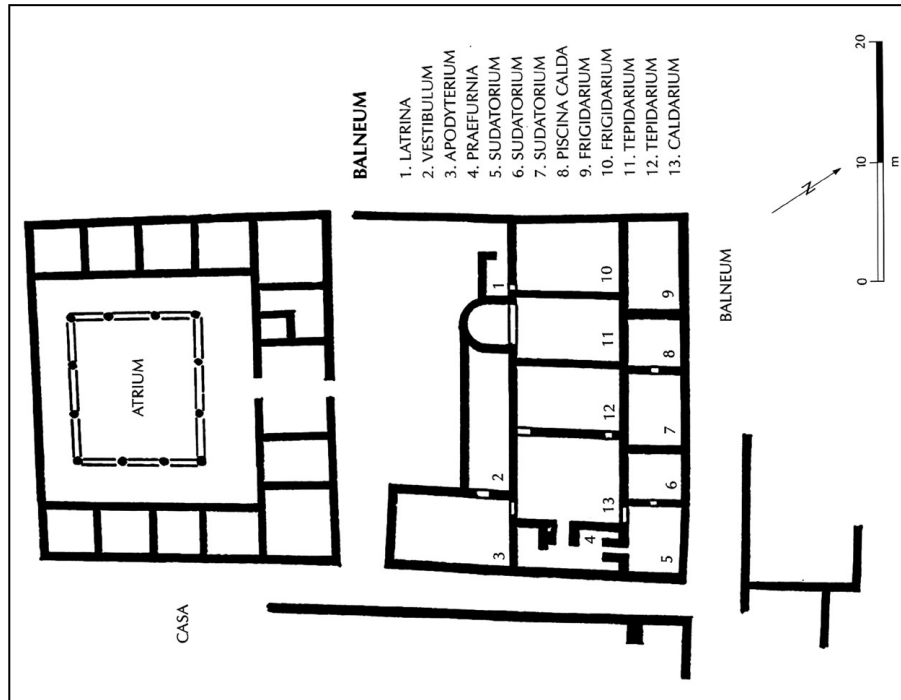 BALNEUM
1. LATRINA
2. VESTIBULUM
3. APODYTERIUM
4. PRAEFURNIA
5. SUDATORIUM
6. SUDATORIUM
7. SUDATORIUM
8. PISCINA CALDA
9. FRIGIDARIUM
10. FRIGIDARIUM
11. TEPIDARIUM
12. TEPIDARIUM
13. CALDARIUM
CASA
ATRIUM
3
2
1
4
13
12
11
10
5
6
7
8
9
BALNEUM
N
0
10
20
m